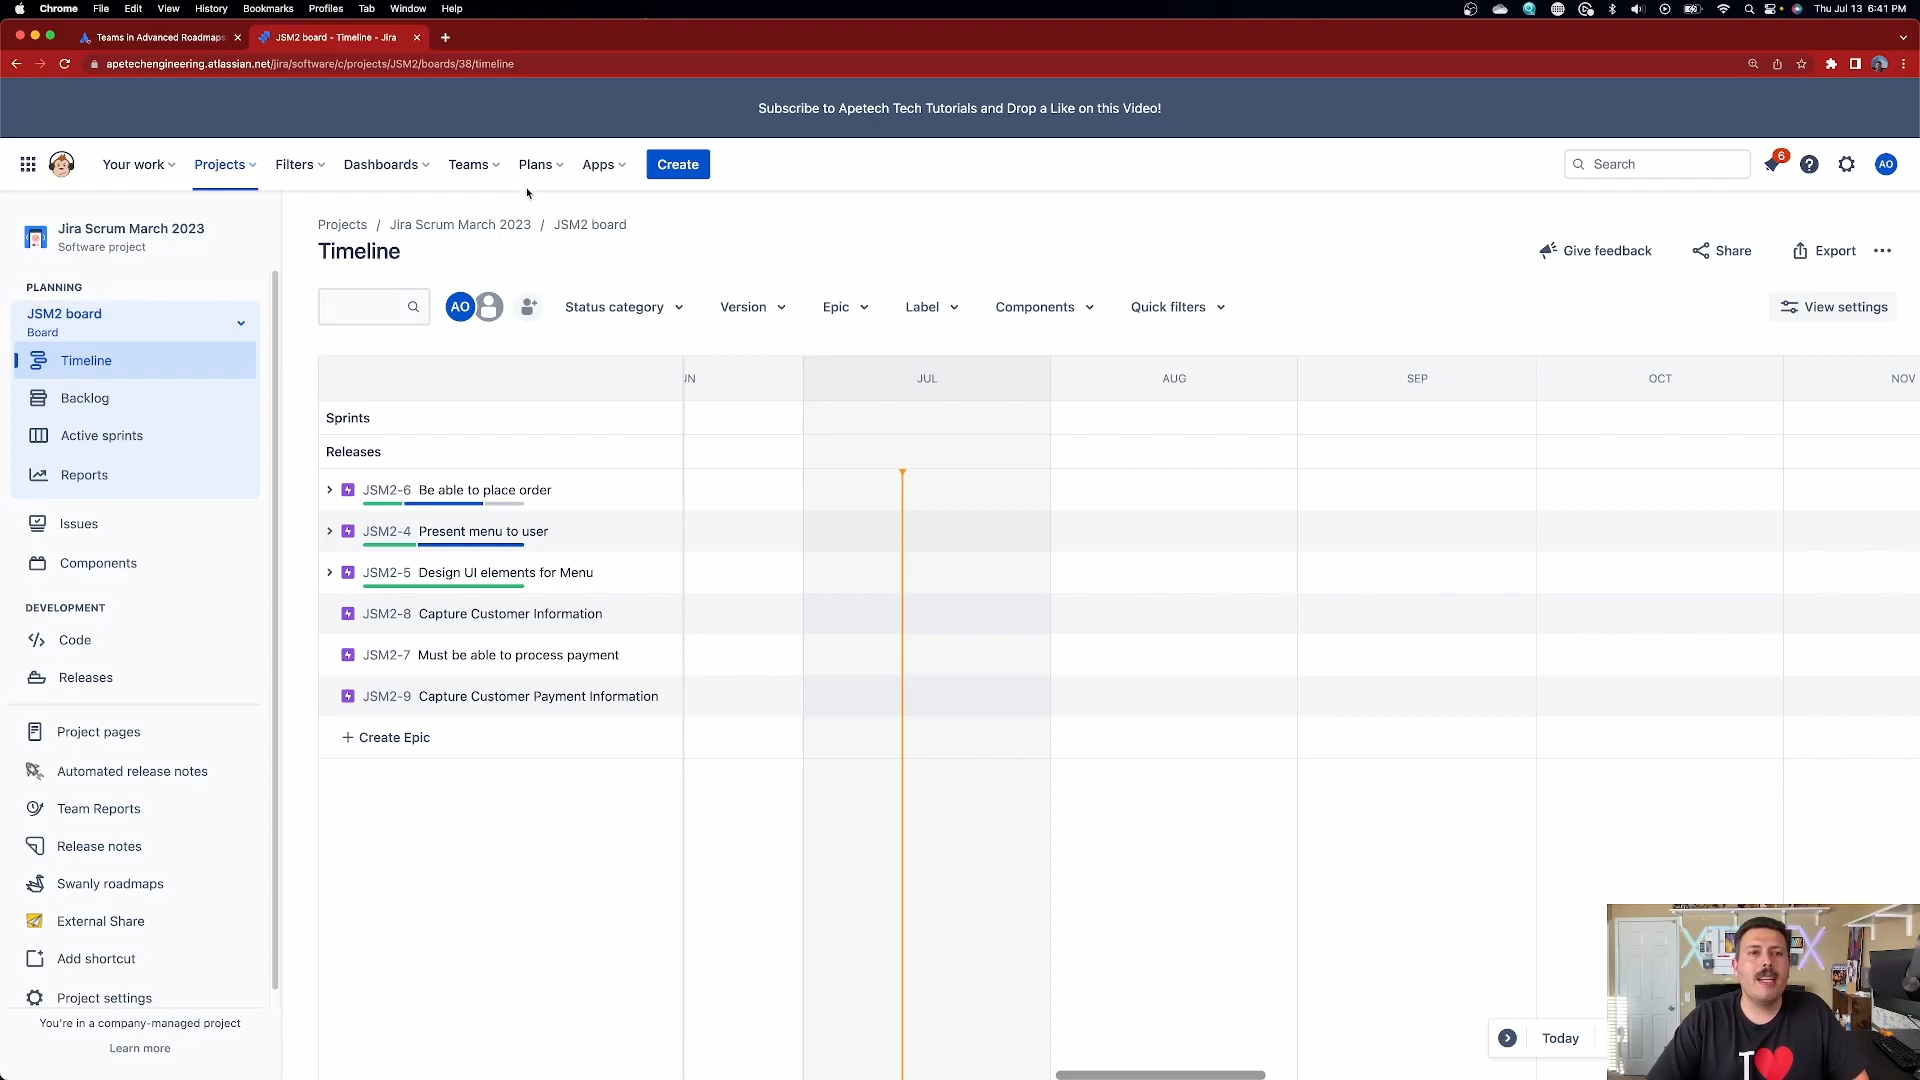 Chrome File Edit View History Bookmarks Profiles Tab Window Help
Thu Jul 13 6:41 PM
Teams in Advanced Roadmaps
JSM2 board - Timeline - Jira
apetechengineering.atlassian.net/jira/software/c/projects/JSM2/boards/38/timeline
Subscribe to Apetech Tech Tutorials and Drop a Like on this Video!
Your work Projects Filters Dashboards Teams Plans Apps Create
Search
6
AO
Jira Scrum March 2023
Software project
PLANNING
JSM2 board
Board
Timeline
Backlog
Active sprints
Reports
Issues
Components
DEVELOPMENT
Code
Releases
Project pages
Automated release notes
Team Reports
Release notes
Swanly roadmaps
External Share
Add shortcut
Project settings
You're in a company-managed project
Learn more
Projects / Jira Scrum March 2023 / JSM2 board
Timeline
Give feedback
Share
Export
AO
Status category
Version
Epic
Label
Components
Quick filters
View settings
UN JUL AUG SEP OCT NOV
Sprints
Releases
JSM2-6 Be able to place order
JSM2-4 Present menu to user
JSM2-5 Design UI elements for Menu
JSM2-8 Capture Customer Information
JSM2-7 Must be able to process payment
JSM2-9 Capture Customer Payment Information
+ Create Epic
Today
I